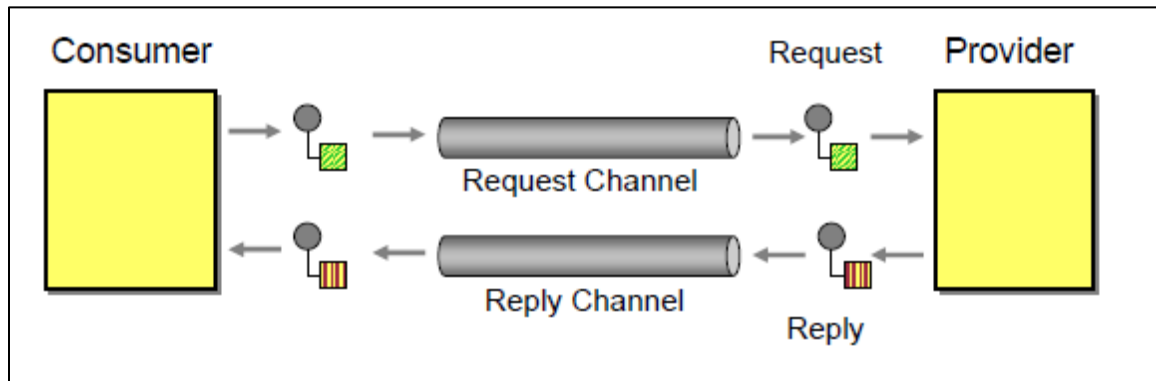 Consumer
Request
Provider
Request Channel
Reply Channel
Reply